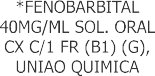 *FENOBARBITAL
40MG/ML SOL. ORAL
CX C/1 FR (B1) (G),
UNIAO QUIMICA